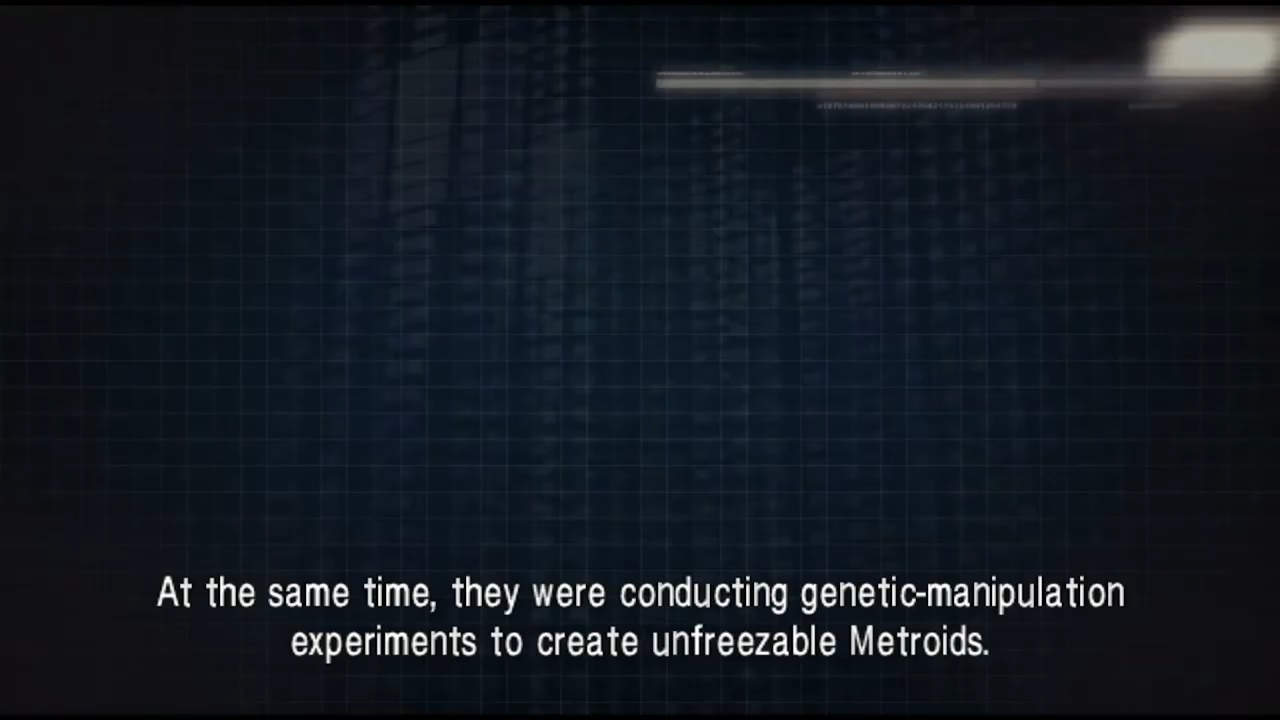 At the same time, they were conducting genetic-manipulation
experiments to create unfreezable Metroids.